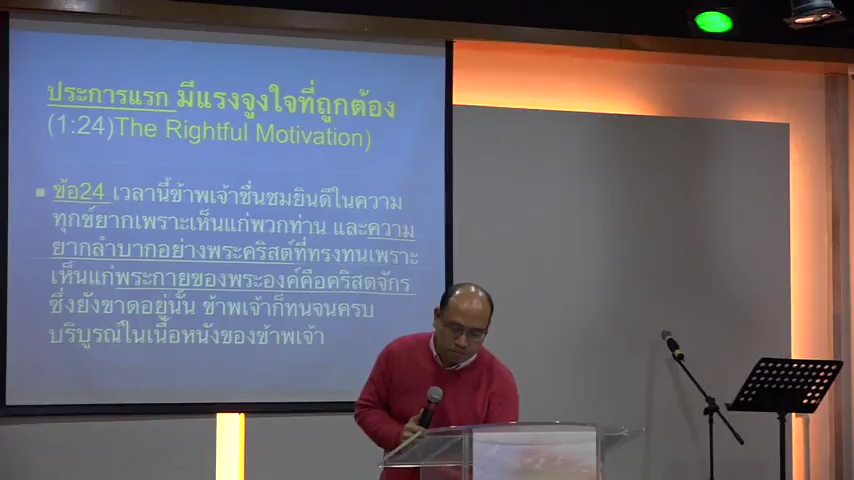 ประการแรก มีแรงจูงใจที่ถูกต้อง
(1:24)The Rightful Motivation)
ข้อ24 เวลานี้ข้าพเจ้าชื่นชมยินดีในความ
ทุกข์ยากเพราะเห็นแก่พวกท่าน และความ
ยากลำบากอย่างพระคริสต์ที่ทรงทนเพราะ
เห็นแก่พระกายของพระองค์คือคริสตจักร
ซึ่งยังขาดอยู่นั้น ข้าพเจ้าก็ทนจนครบ
บริบูรณ์ในเนื้อหนังของข้าพเจ้า